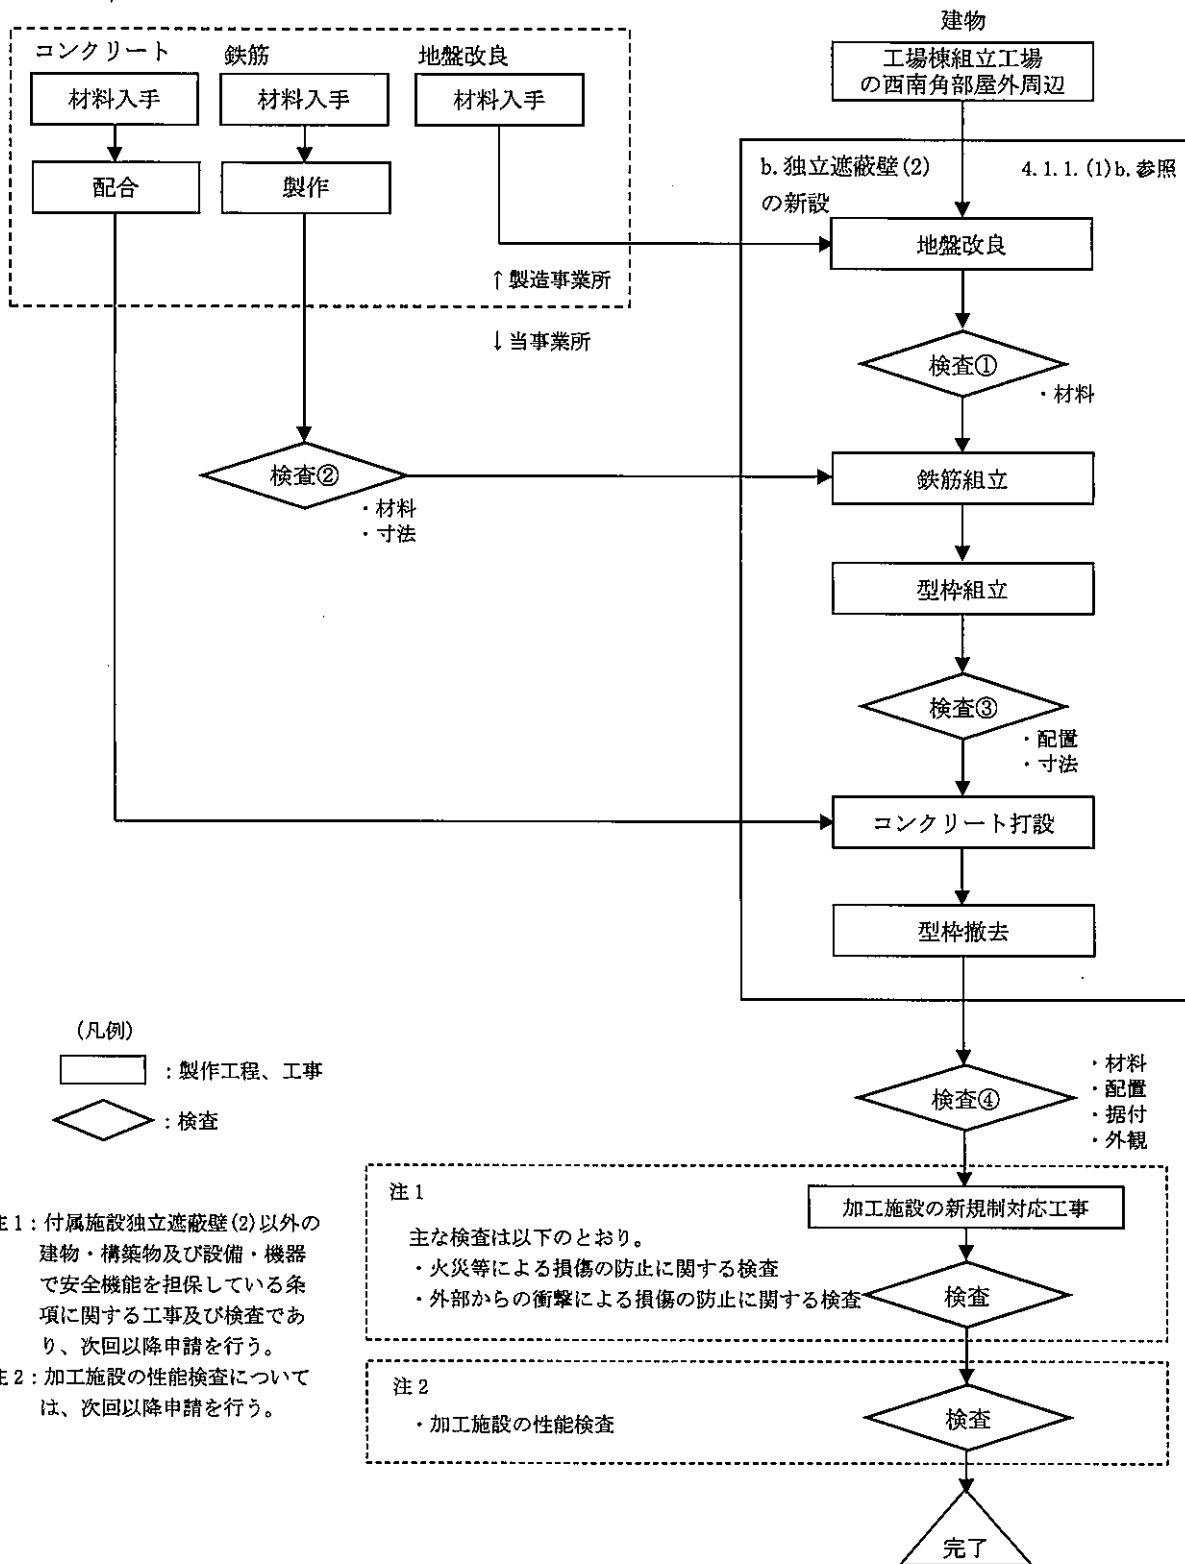 建物
工場棟組立工場
の西南角部屋外周辺
コンクリート
鉄筋
地盤改良
材料入手
材料入手
材料入手
配合
製作
↑製造事業所
↓当事業所
b.独立遮蔽壁(2)
の新設
4.1.1.(1)b.参照
地盤改良
検査①
・材料
検査②
・材料
・寸法
鉄筋組立
型枠組立
検査③
・配置
・寸法
コンクリート打設
型枠撤去
検査④
・材料
・配置
・据付
・外観
(凡例)
:製作工程、工事
:検査
注1
主な検査は以下のとおり。
・火災等による損傷の防止に関する検査
・外部からの衝撃による損傷の防止に関する検査
加工施設の新規制対応工事
検査
注2
・加工施設の性能検査
検査
完了
注1:付属施設独立遮蔽壁(2)以外の
建物・構築物及び設備・機器
で安全機能を担保している条
項に関する工事及び検査であ
り、次回以降申請を行う。
注2:加工施設の性能検査について
は、次回以降申請を行う。